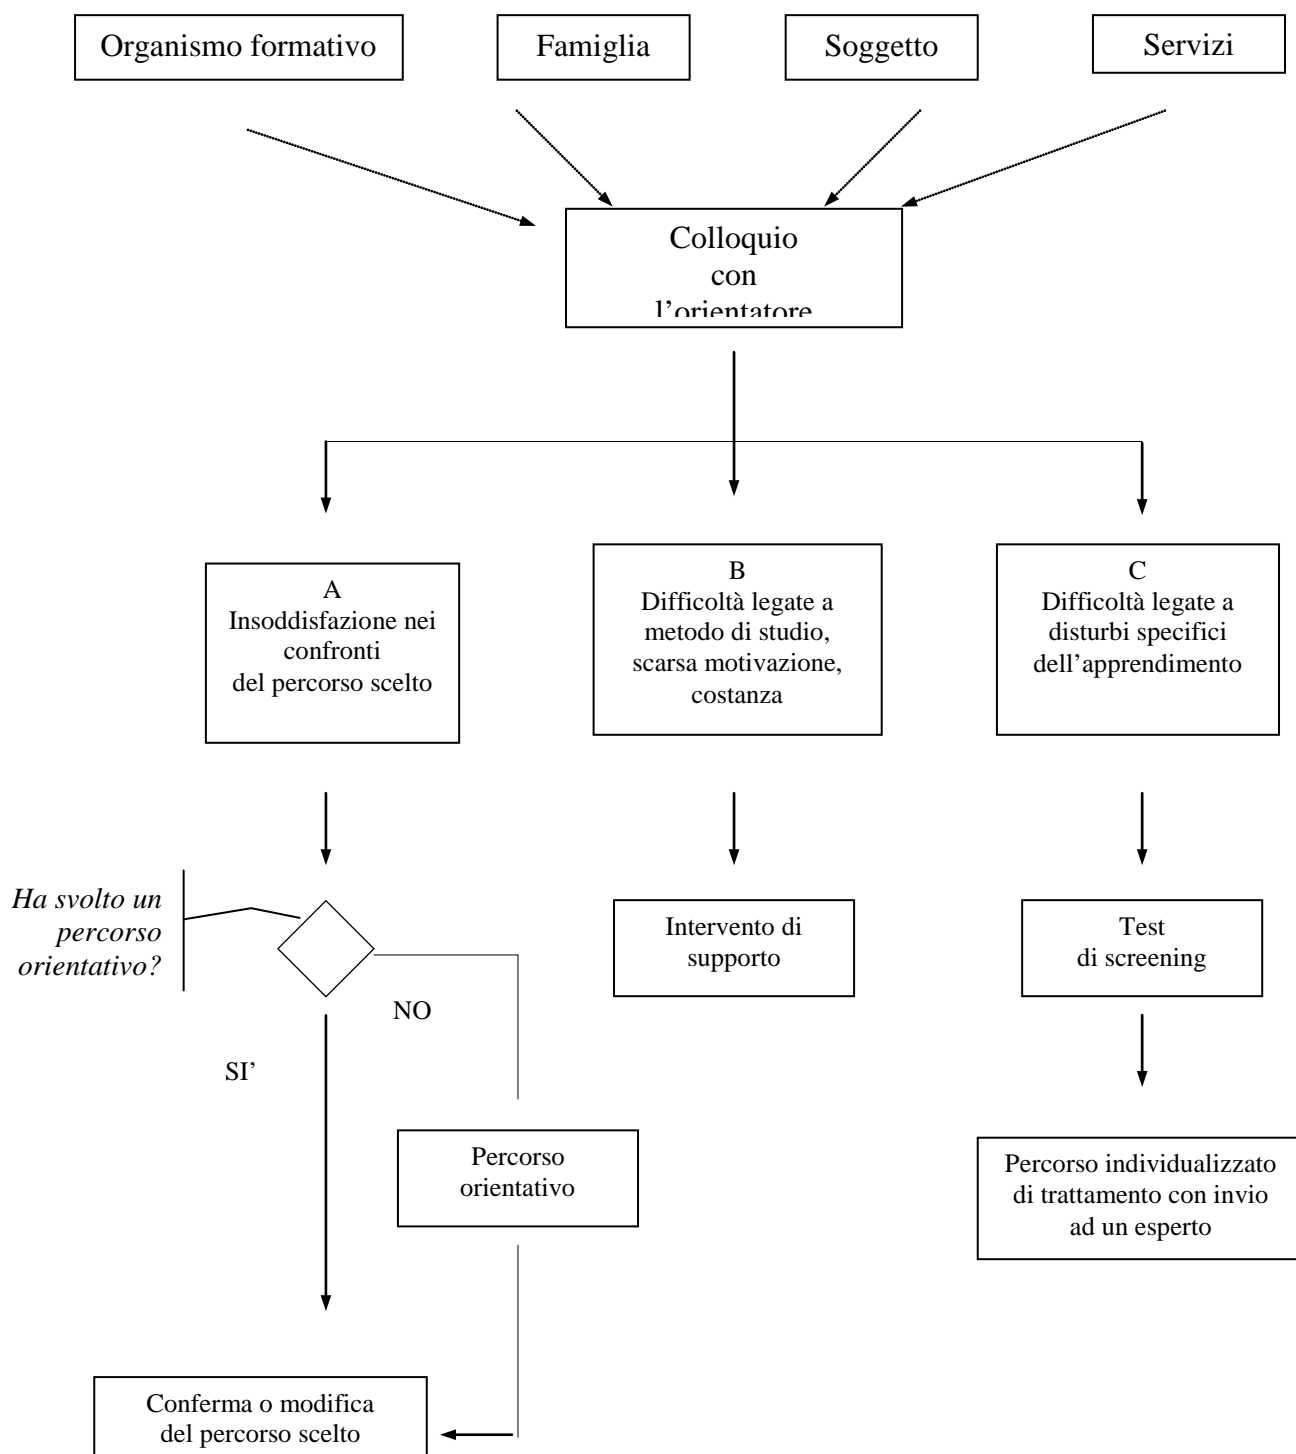 Organismo formativo
Famiglia
Soggetto
Servizi
Colloquio
con
l’orientatore
A
Insoddisfazione nei
confronti
del percorso scelto
B
Difficoltà legate a
metodo di studio,
scarsa motivazione,
costanza
C
Difficoltà legate a
disturbi specifici
dell’apprendimento
Ha svolto un
percorso
orientativo?
NO
SI’
Intervento di
supporto
Test
di screening
Percorso
orientativo
Percorso individualizzato
di trattamento con invio
ad un esperto
Conferma o modifica
del percorso scelto